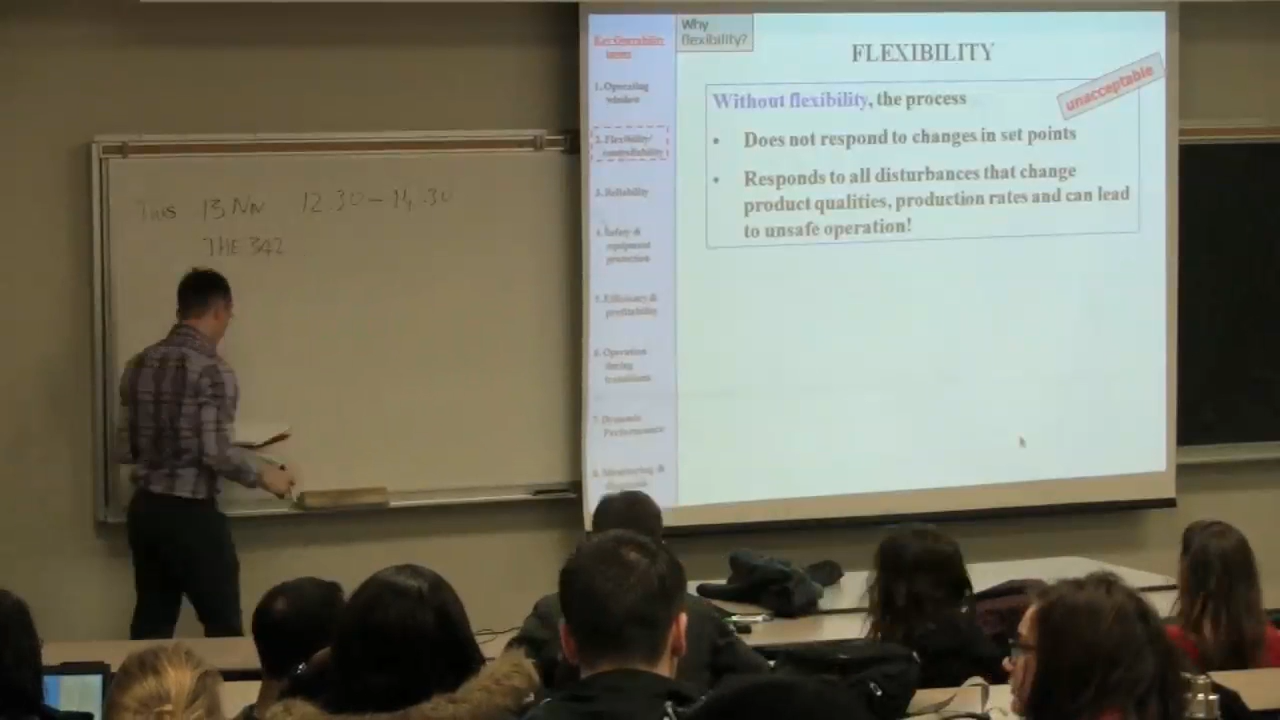 Tues 13 Nov 12.30 – 14.30
THE 342
Key Operability
issues
1. Operating
window
2. Flexibility/
controllability
3. Reliability
4. Safety &
equipment
protection
5. Efficiency &
profitability
6. Operation
during
transitions
7. Dynamic
Performance
8. Monitoring &
Why
flexibility?
FLEXIBILITY
unacceptable
Without flexibility, the process
• Does not respond to changes in set points
• Responds to all disturbances that change
product qualities, production rates and can lead
to unsafe operation!